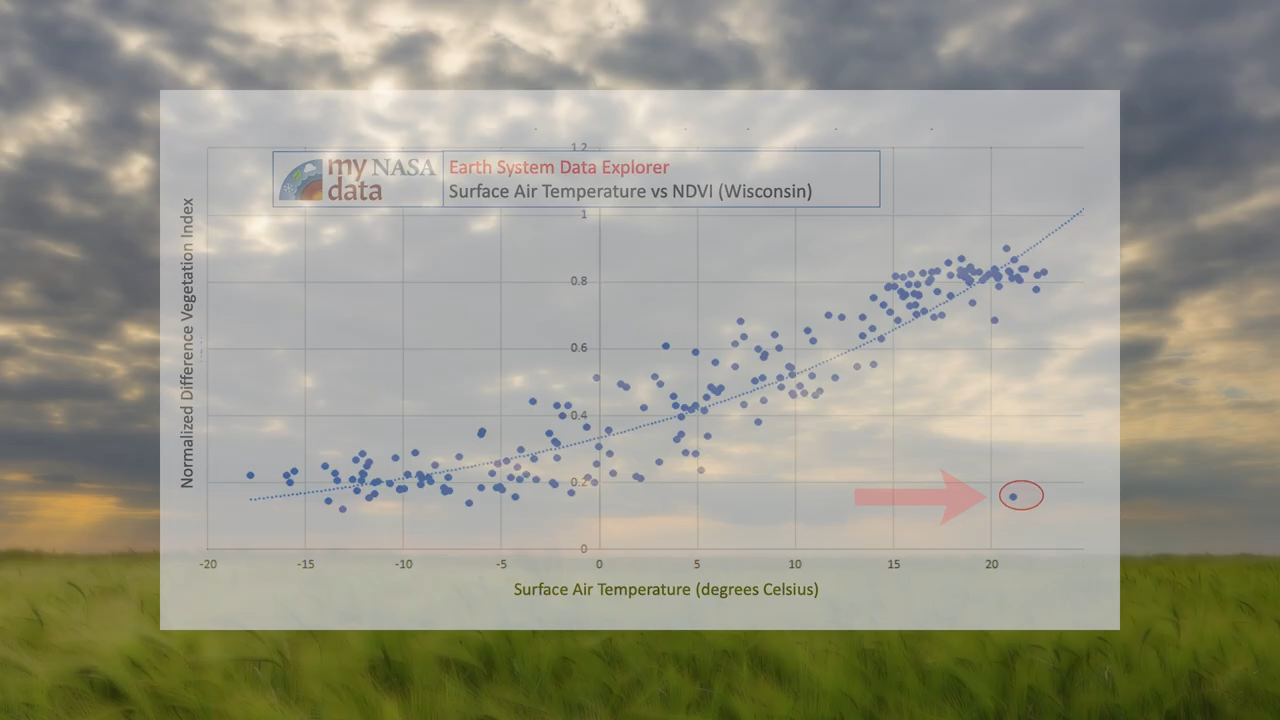 1.2
my NASA data
Earth System Data Explorer
Surface Air Temperature vs NDVI (Wisconsin)
1
Normalized Difference Vegetation Index
0.8
0.6
0.4
0.2
0
-20 -15 -10 -5 0 5 10 15 20
Surface Air Temperature (degrees Celsius)